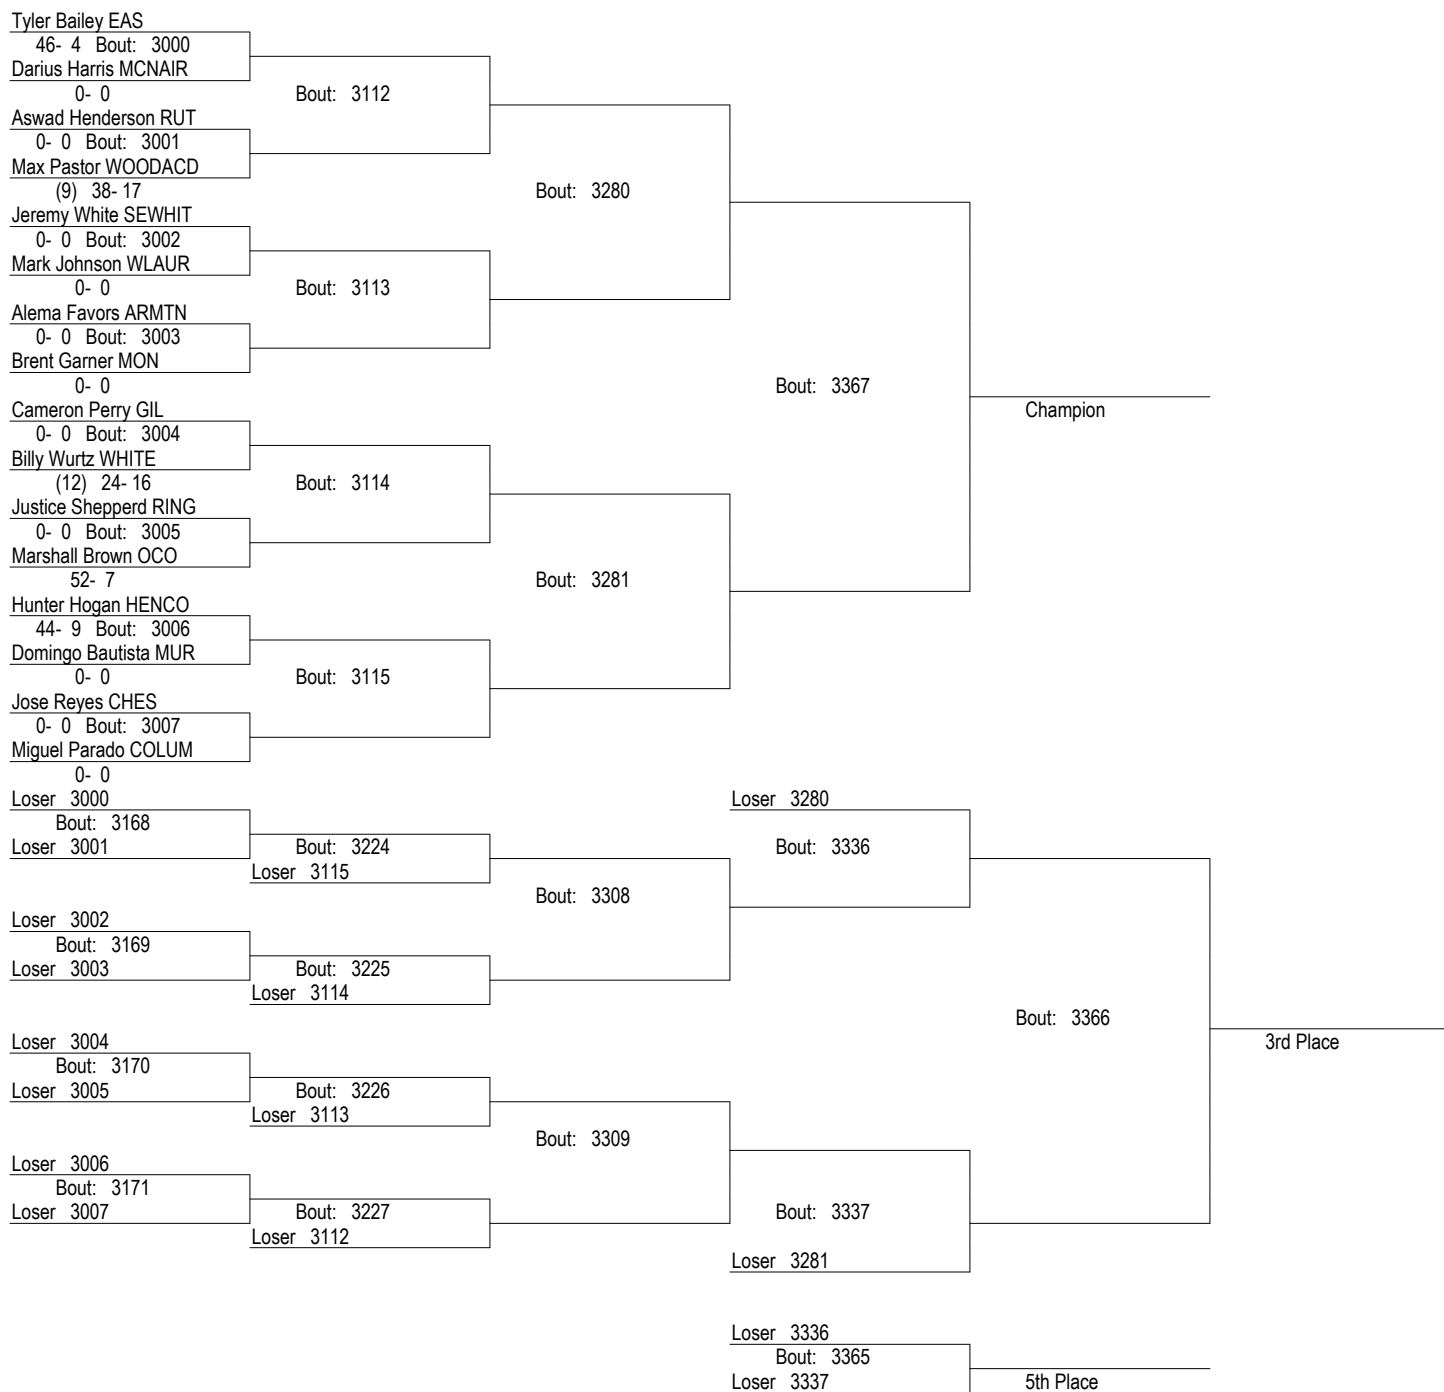 Tyler Bailey EAS
46- 4 Bout: 3000
Darius Harris MCNAIR
0- 0
Bout: 3112
Aswad Henderson RUT
0- 0 Bout: 3001
Max Pastor WOODACD
(9) 38- 17
Bout: 3280
Jeremy White SEWHIT
0- 0 Bout: 3002
Mark Johnson WLAUR
0- 0
Bout: 3113
Alema Favors ARMTN
0- 0 Bout: 3003
Brent Garner MON
0- 0
Bout: 3367
Cameron Perry GIL
Champion
0- 0 Bout: 3004
Billy Wurtz WHITE
(12) 24- 16
Bout: 3114
Justice Shepperd RING
0- 0 Bout: 3005
Marshall Brown OCO
52- 7
Bout: 3281
Hunter Hogan HENCO
44- 9 Bout: 3006
Domingo Bautista MUR
0- 0
Bout: 3115
Jose Reyes CHES
0- 0 Bout: 3007
Miguel Parado COLUM
0- 0
Loser 3000
Loser 3280
Bout: 3168
Loser 3001
Bout: 3224
Bout: 3336
Loser 3115
Bout: 3308
Loser 3002
Bout: 3169
Loser 3003
Bout: 3225
Loser 3114
Bout: 3366
Loser 3004
3rd Place
Bout: 3170
Loser 3005
Bout: 3226
Loser 3113
Bout: 3309
Loser 3006
Bout: 3171
Loser 3007
Bout: 3227
Bout: 3337
Loser 3112
Loser 3281
Loser 3336
Bout: 3365
Loser 3337
5th Place